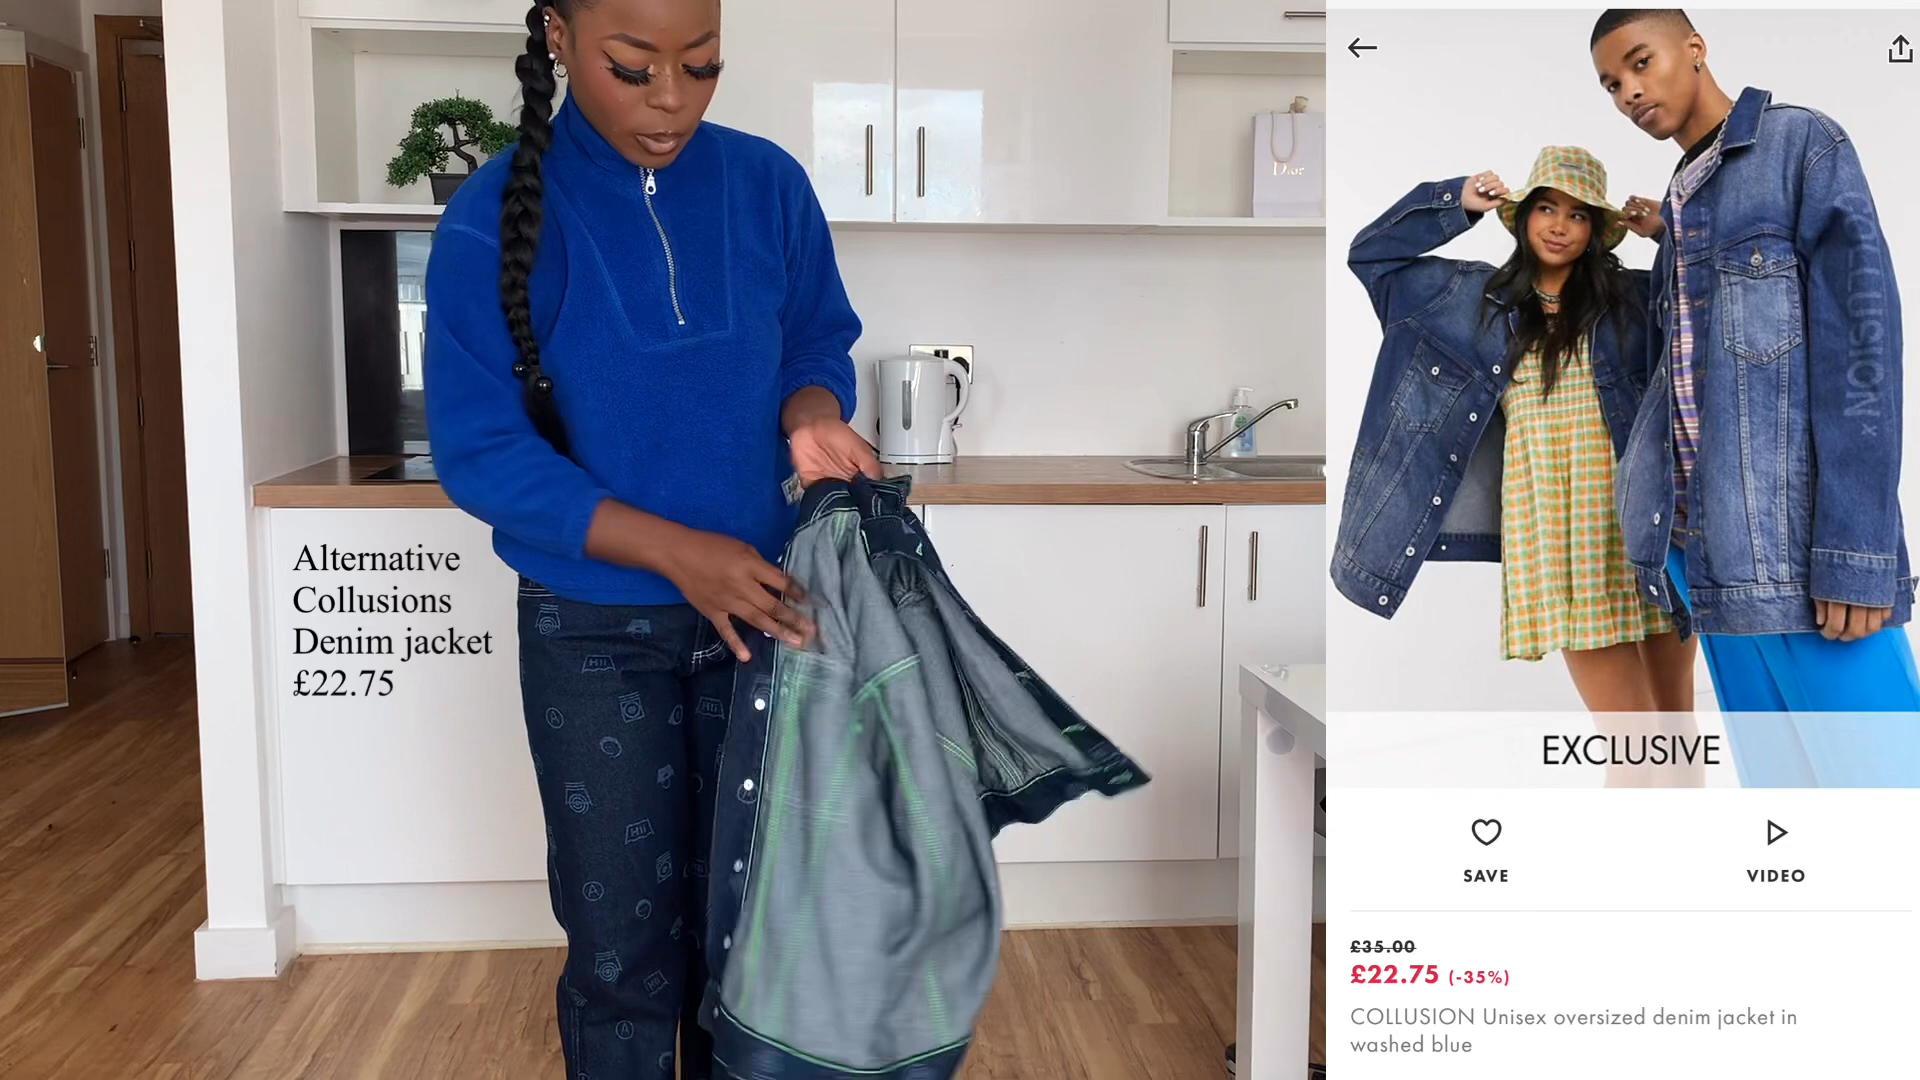 Alternative
Collusions
Denim jacket
£22.75
Dior
COLLUSION x
EXCLUSIVE
SAVE
VIDEO
£35.00
£22.75 (-35%)
COLLUSION Unisex oversized denim jacket in
washed blue